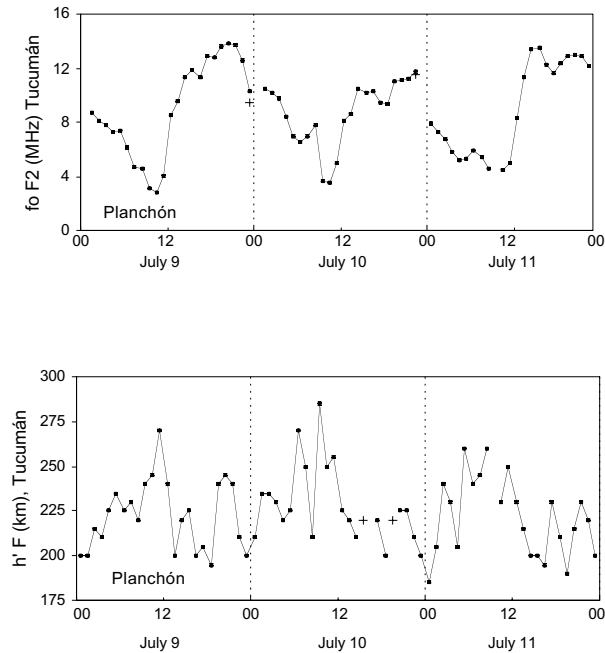 fo F2 (MHz) Tucumán
16
12
8
4
0
Planchón
00 12 00 12 00 12 00
July 9 July 10 July 11
h' F (km), Tucumán
300
275
250
225
200
175
Planchón
00 12 00 12 00 12 00
July 9 July 10 July 11